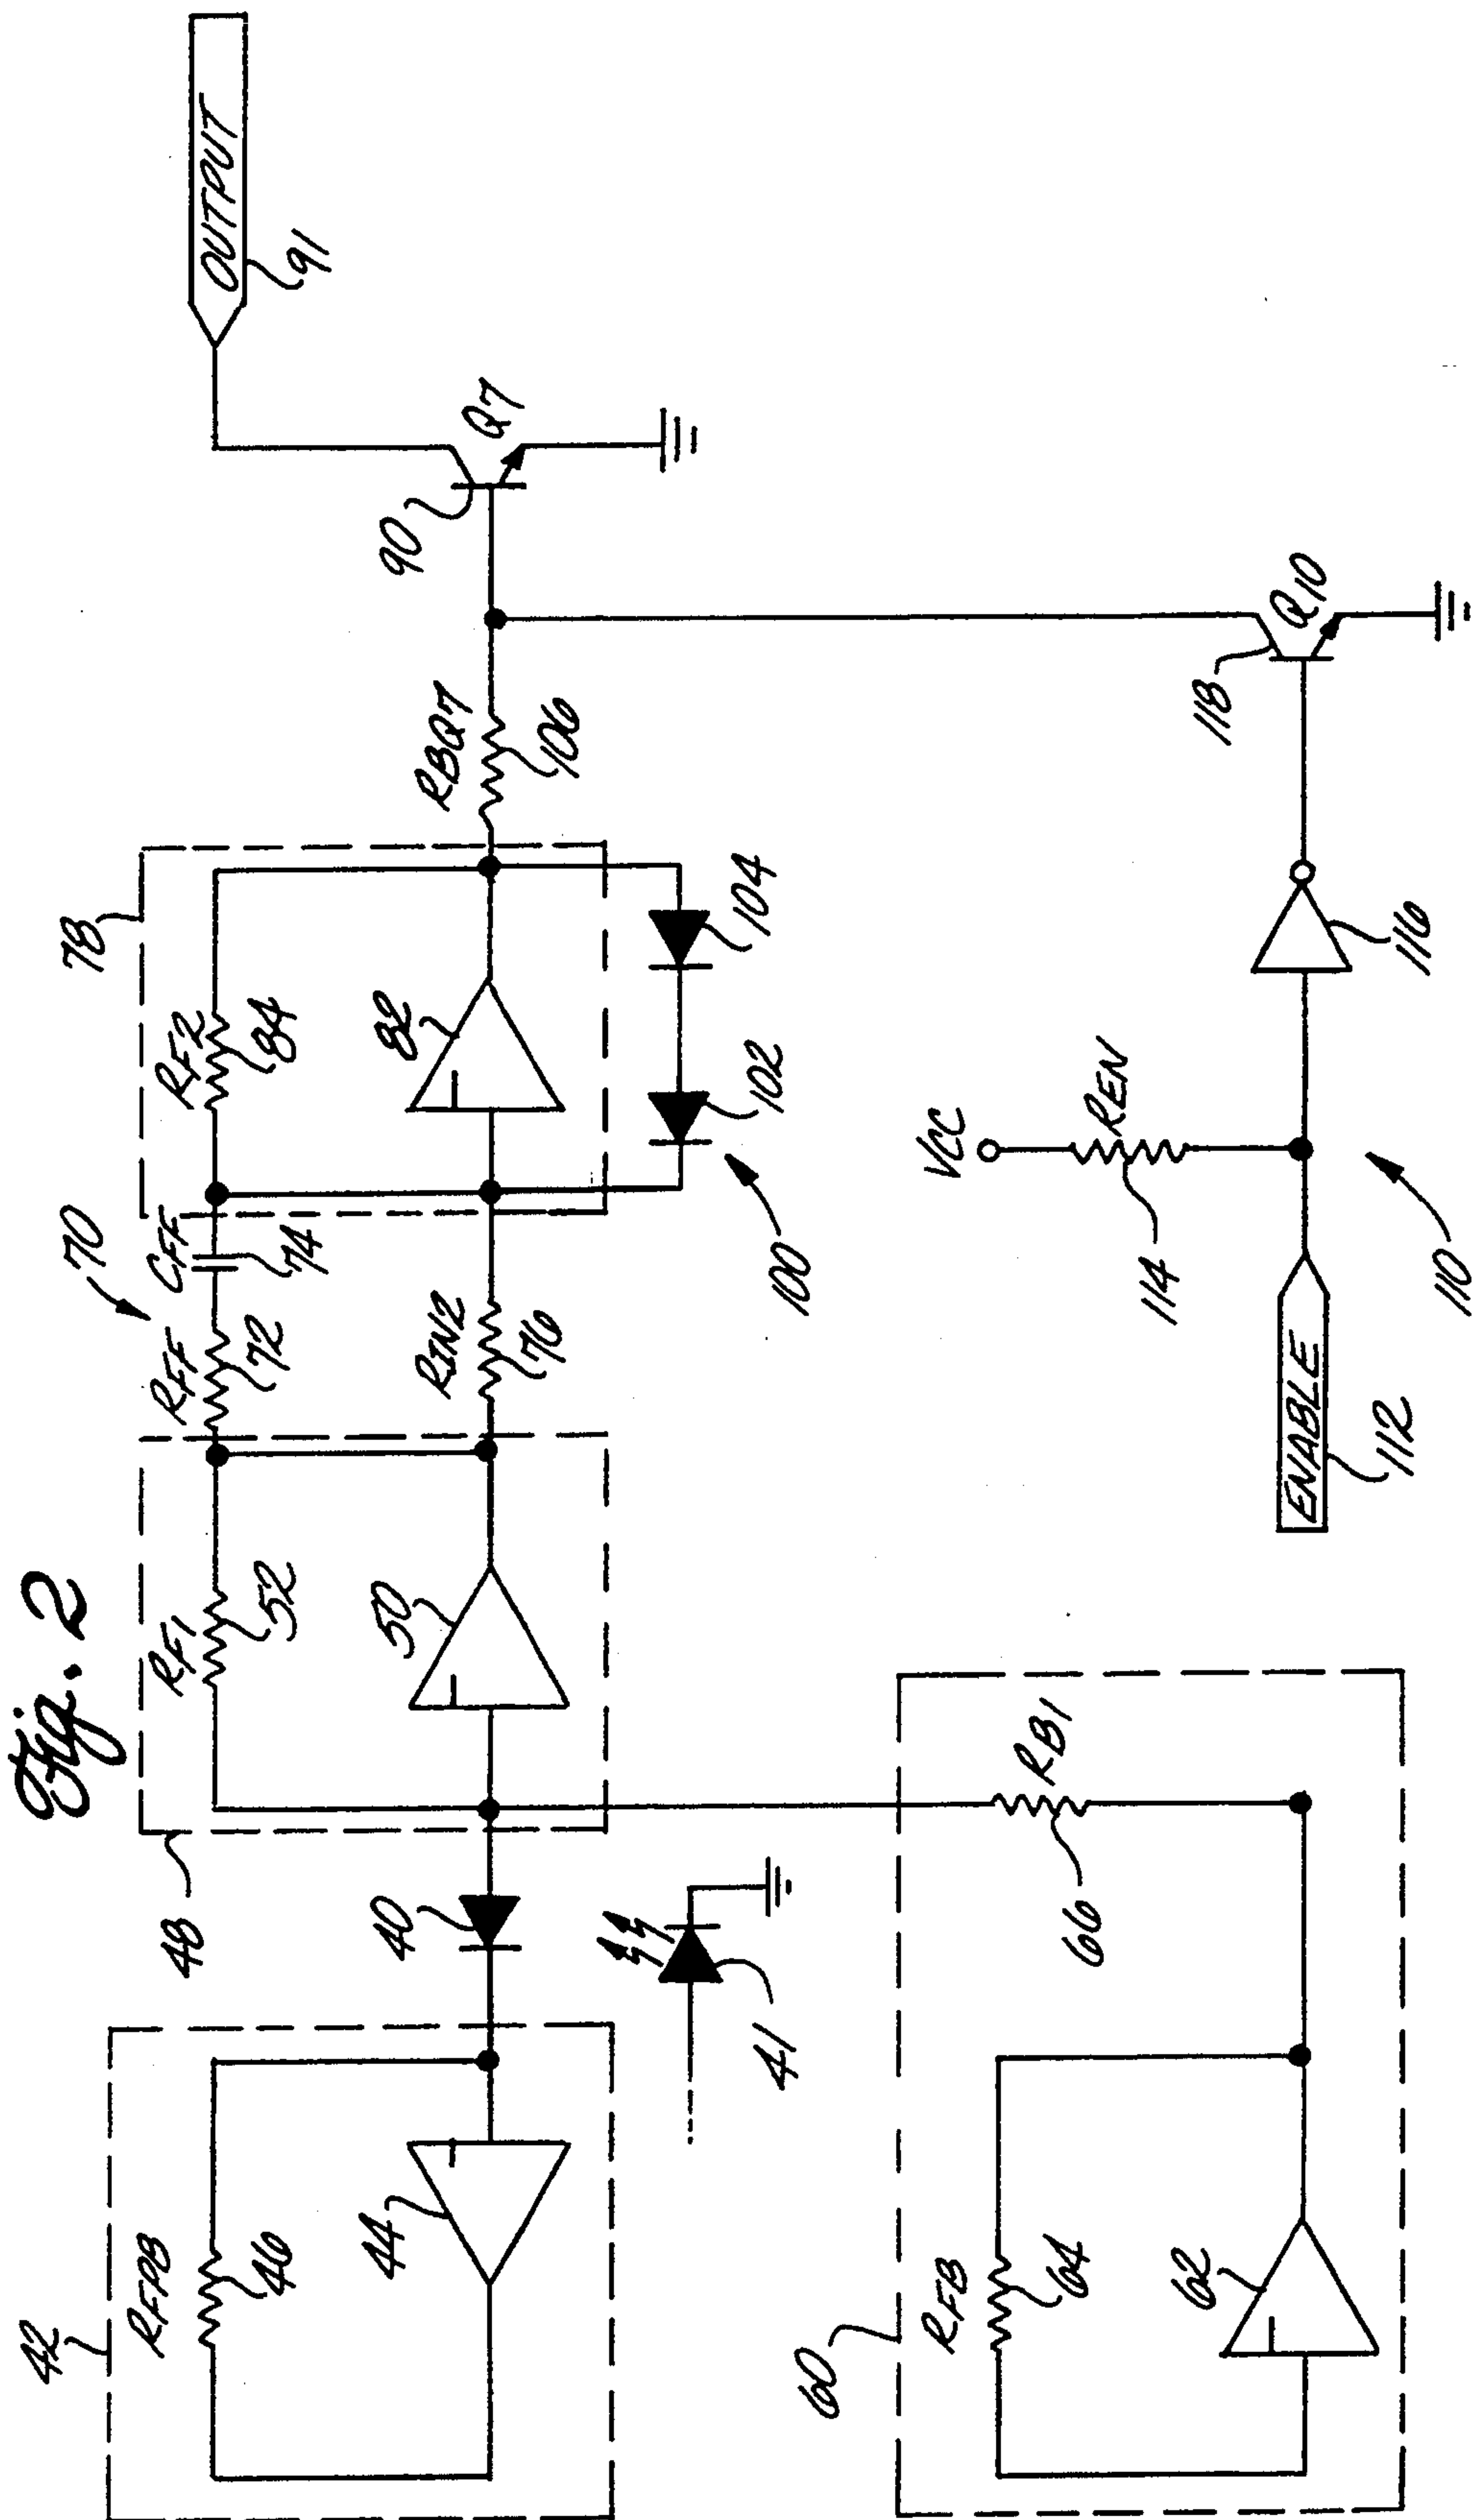 Fig. 2
42
RFPB
46
44
48
40
41
RF1
52
50
70
RFF
72
CFF
74
RIN2
76
78
RF2
84
82
100
102
104
RBQ7
106
90
Q7
OUTPUT
91
60
RFB
64
62
RB1
66
ENABLE
112
VCC
REN
114
110
116
118
Q10